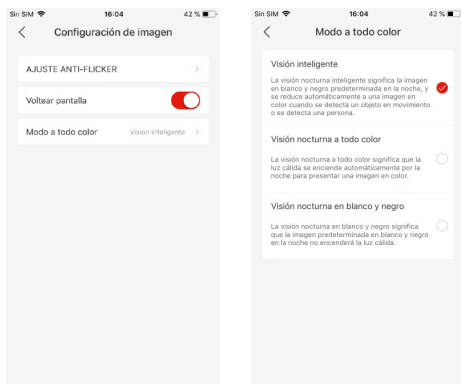 Sin SIM 16:04 42 %
Configuración de imagen
AJUSTE ANTI-FLICKER
Voltear pantalla
Modo a todo color Visión inteligente
Sin SIM 16:04 42 %
Modo a todo color
Visión inteligente
La visión nocturna inteligente significa la imagen
en blanco y negro predeterminada en la noche, y
se reduce automáticamente a una imagen en
color cuando se detecta un objeto en movimiento
o se detecta una persona.
Visión nocturna a todo color
La visión nocturna a todo color significa que la
luz cálida se enciende automáticamente por la
noche para presentar una imagen en color.
Visión nocturna en blanco y negro
La visión nocturna en blanco y negro significa
que la imagen predeterminada en blanco y negro
en la noche no encenderá la luz cálida.